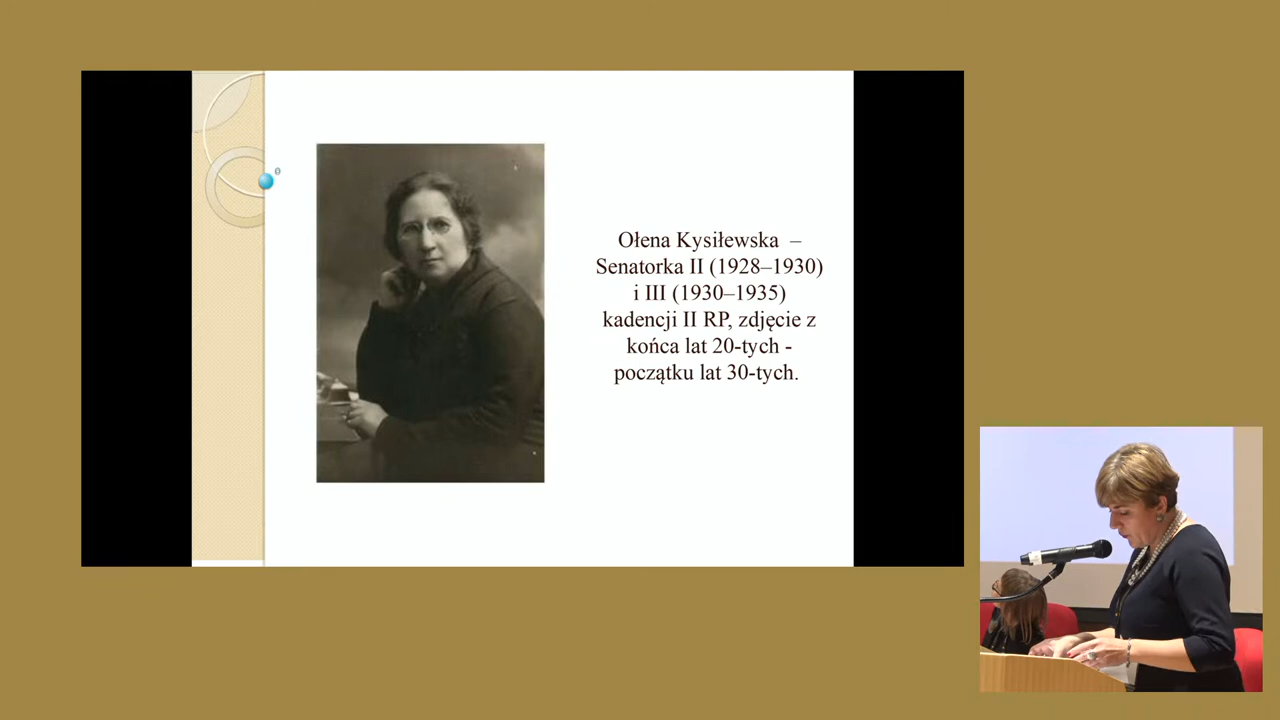 Ołena Kysiłewska –
Senatorka II (1928–1930)
i III (1930–1935)
kadencji II RP, zdjęcie z
końca lat 20-tych -
początku lat 30-tych.